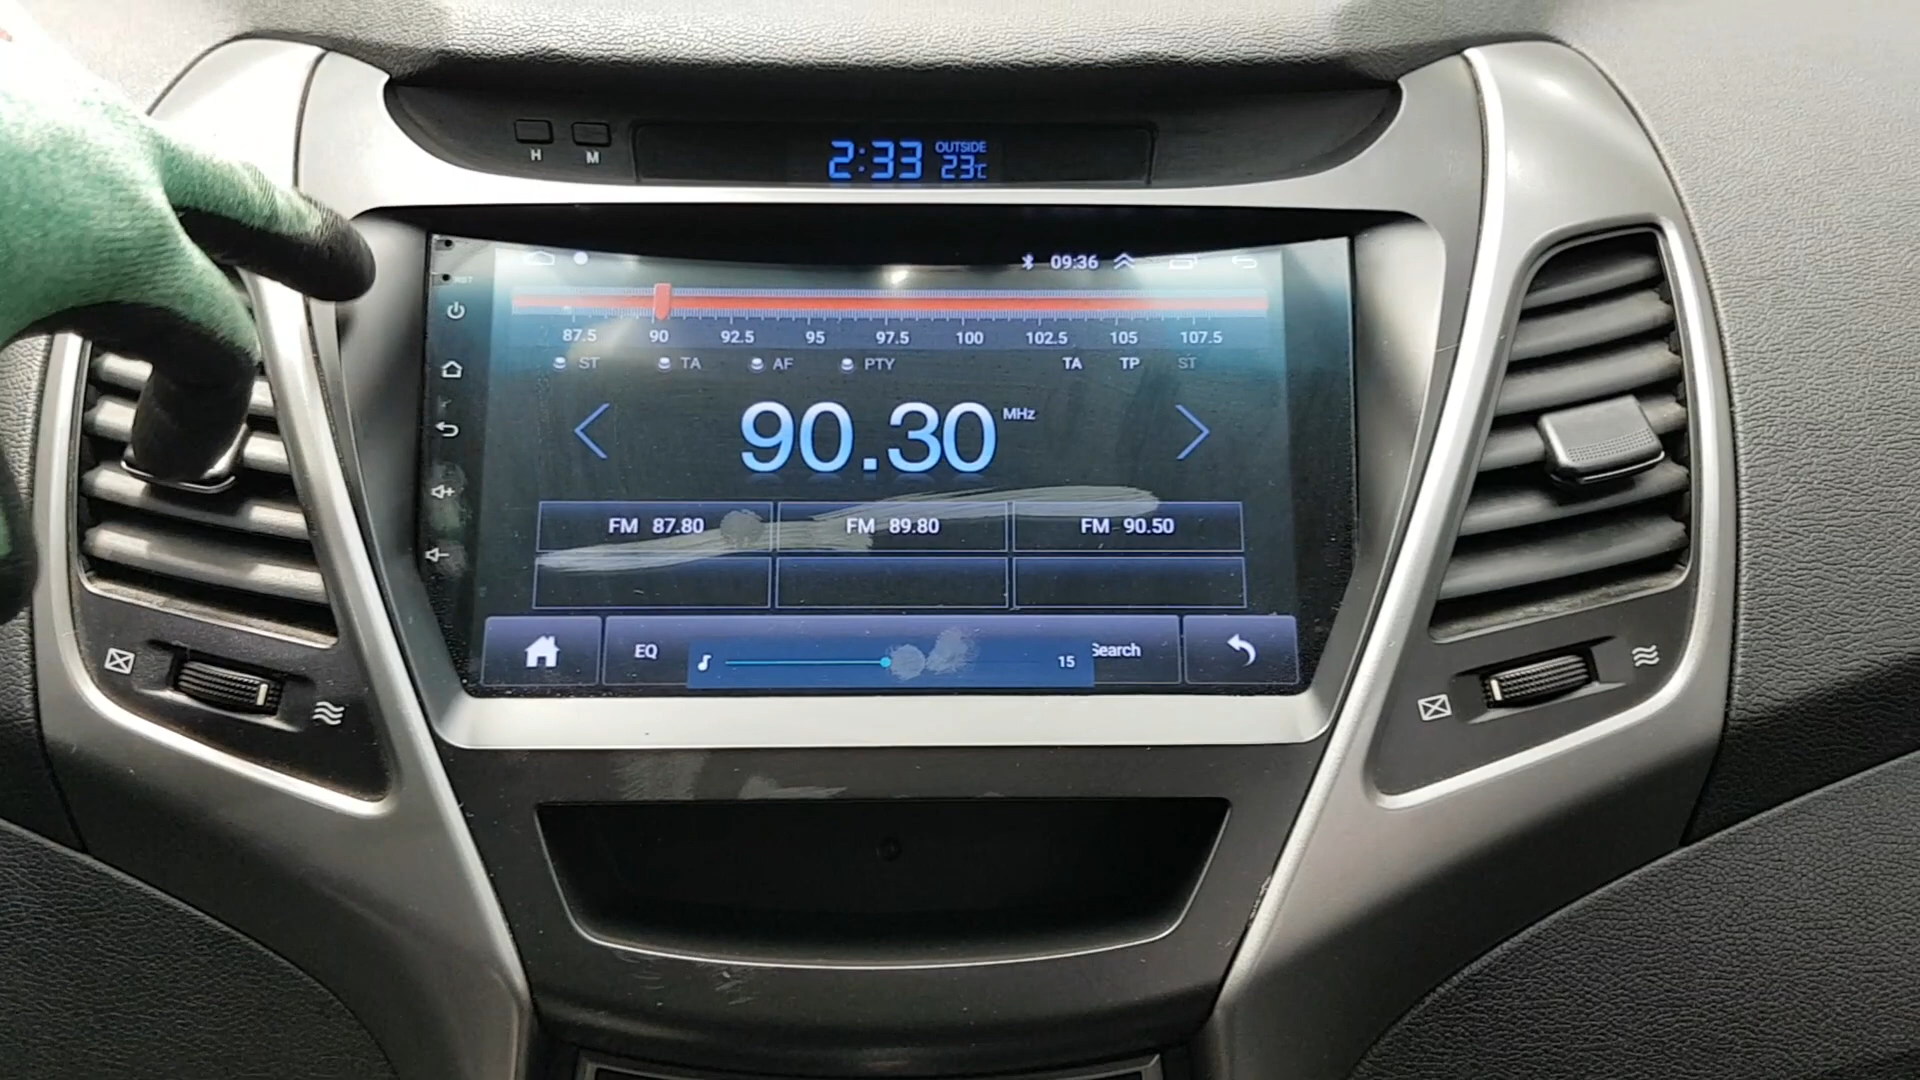 2:33 OUTSIDE 23°C
H M
09:36
87.5 90 92.5 95 97.5 100 102.5 105 107.5
ST TA AF PTY TA TP ST
90.30 MHz
FM 87.80 FM 89.80 FM 90.50
EQ 15 Search